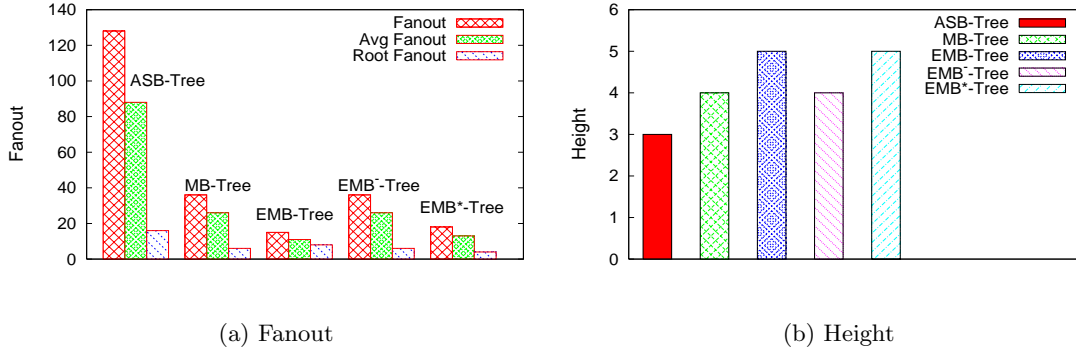 140
120
100
80
60
40
20
0
Fanout
Fanout
Avg Fanout
Root Fanout
ASB-Tree
MB-Tree
EMB-Tree
EMB⁻-Tree
EMB*-Tree
(a) Fanout
6
5
4
3
2
1
0
Height
ASB-Tree
MB-Tree
EMB-Tree
EMB⁻-Tree
EMB*-Tree
(b) Height